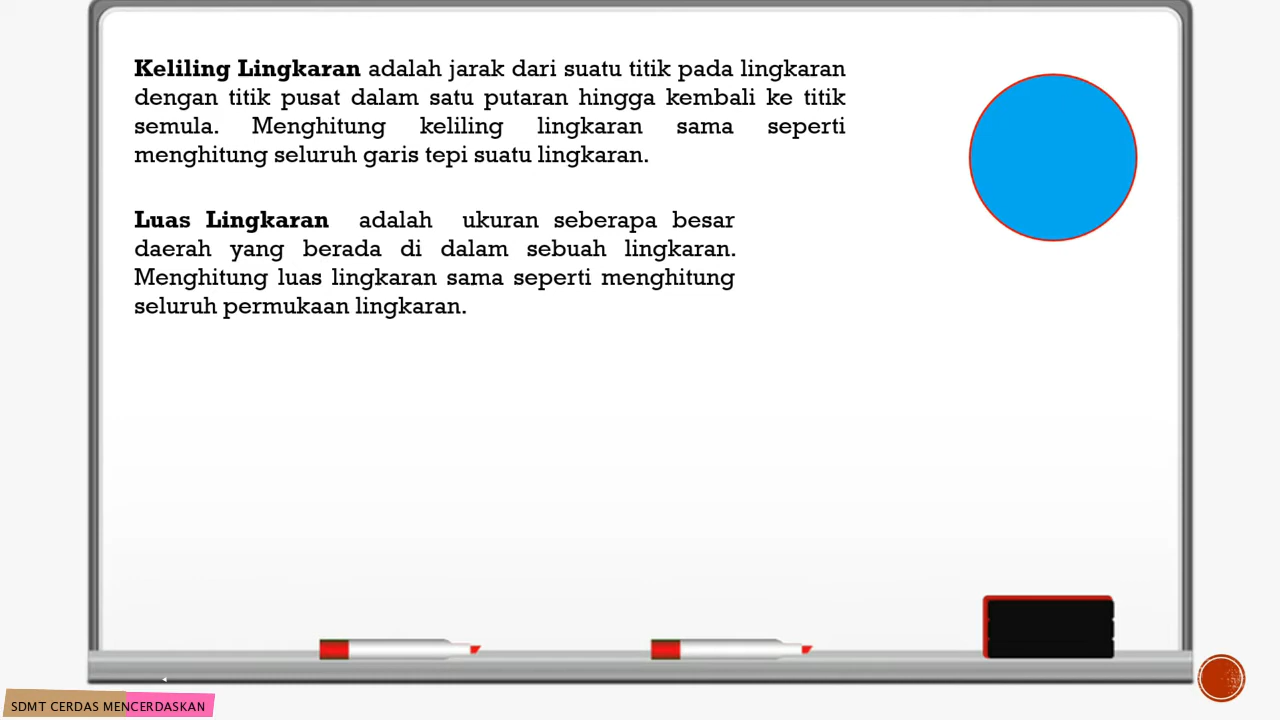 Keliling Lingkaran adalah jarak dari suatu titik pada lingkaran
dengan titik pusat dalam satu putaran hingga kembali ke titik
semula. Menghitung keliling lingkaran sama seperti
menghitung seluruh garis tepi suatu lingkaran.
Luas Lingkaran adalah ukuran seberapa besar
daerah yang berada di dalam sebuah lingkaran.
Menghitung luas lingkaran sama seperti menghitung
seluruh permukaan lingkaran.
SDMT CERDAS MENCERDASKAN